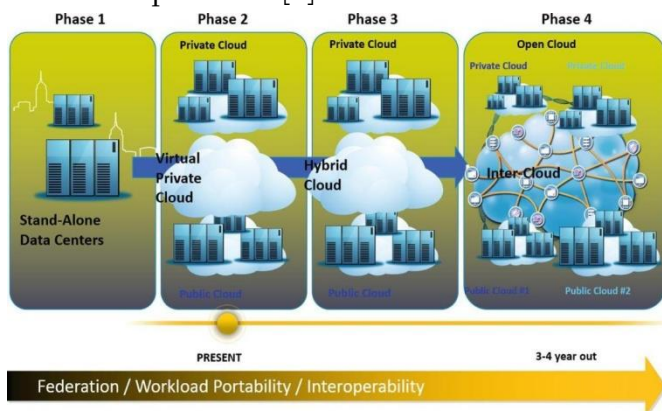 Phase 1
Phase 2
Phase 3
Phase 4
Private Cloud
Private Cloud
Open Cloud
Private Cloud
Private Cloud
Virtual
Private
Cloud
Hybrid
Cloud
Inter-Cloud
Stand-Alone
Data Centers
Public Cloud
Public Cloud
Public Cloud #1
Public Cloud #2
PRESENT
3-4 year out
Federation / Workload Portability / Interoperability